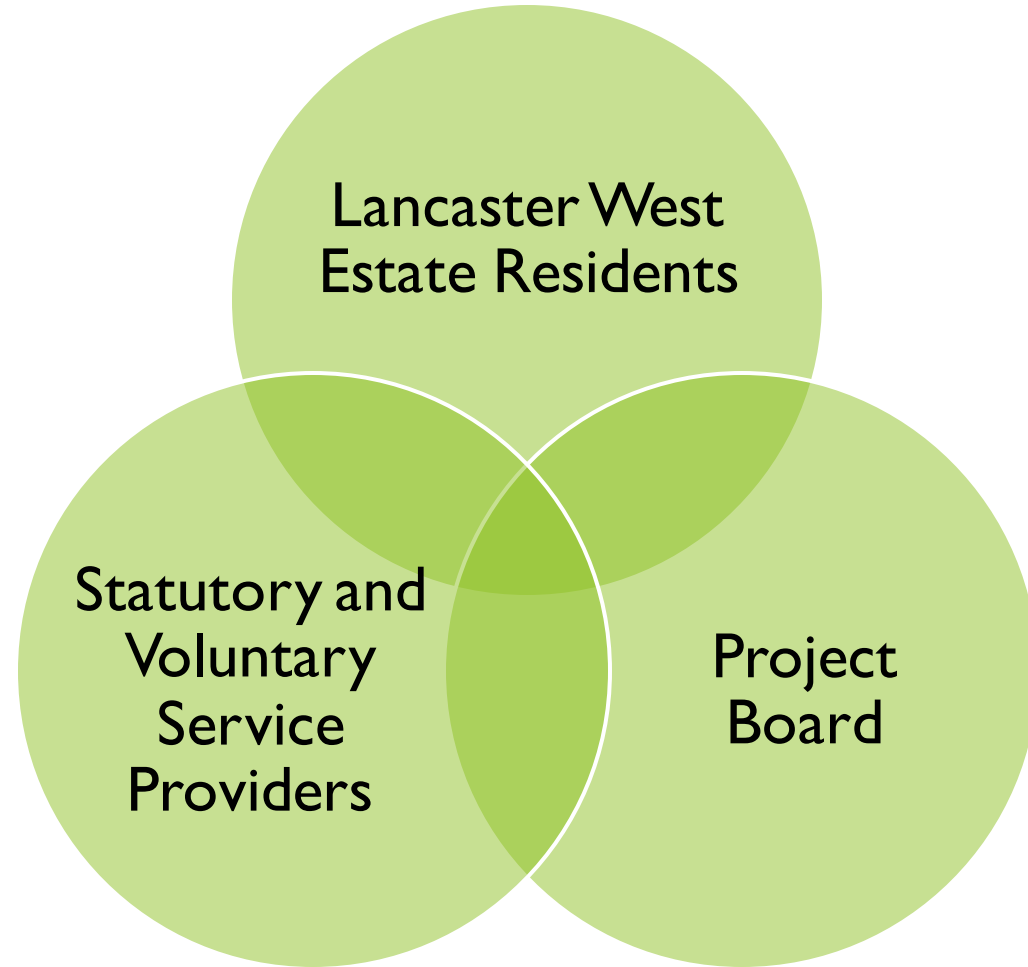 Lancaster West
Estate Residents
Statutory and
Voluntary
Service
Providers
Project
Board